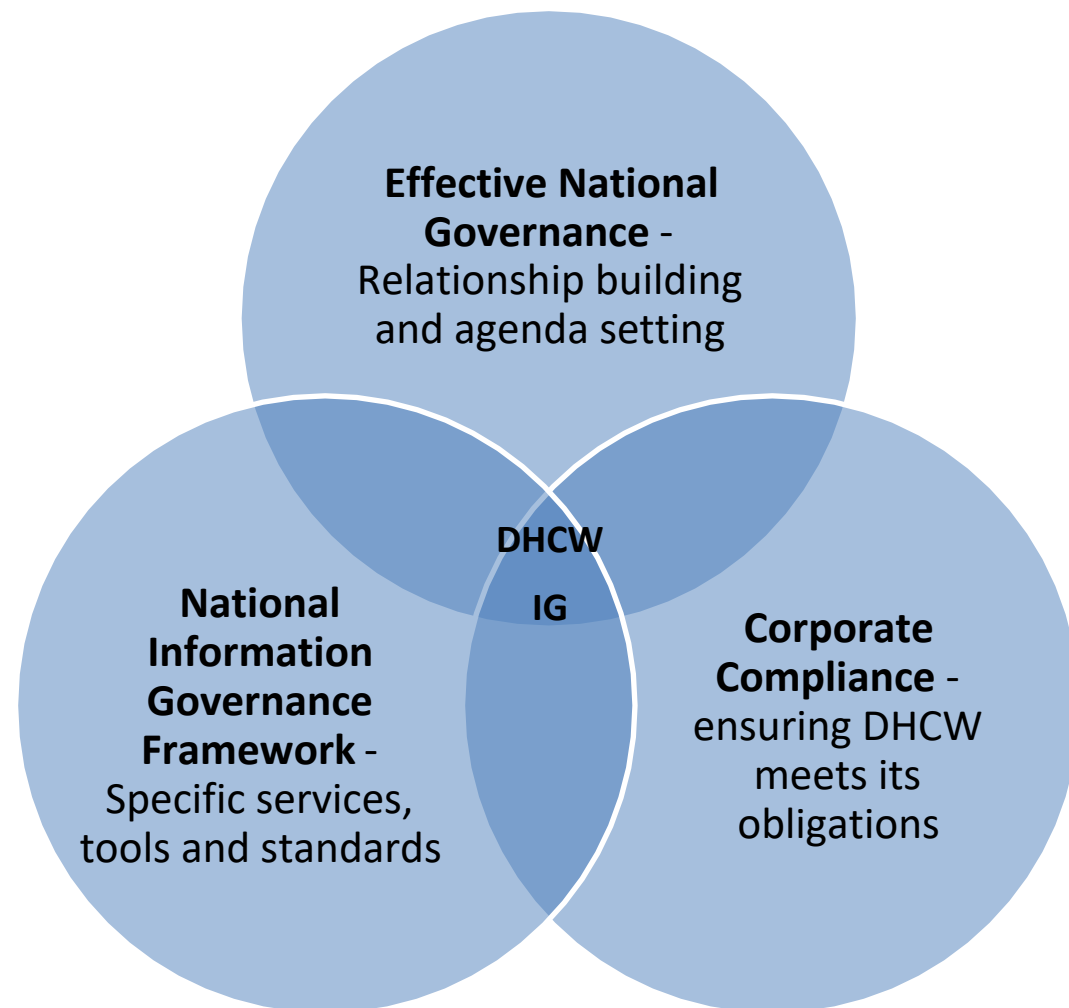 Effective National
Governance -
Relationship building
and agenda setting
DHCW
IG
National
Information
Governance
Framework -
Specific services,
tools and standards
Corporate
Compliance -
ensuring DHCW
meets its
obligations